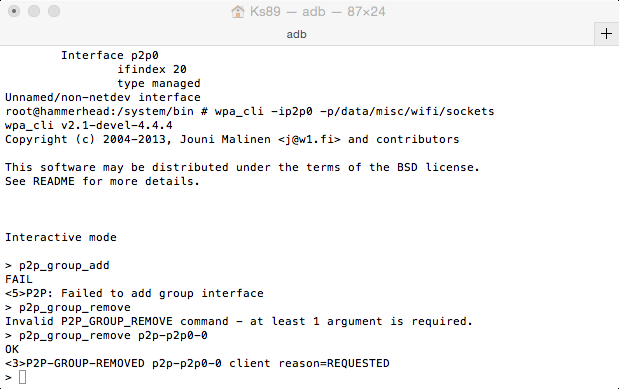 Ks89 — adb — 87×24
adb
+
Interface p2p0
ifindex 20
type managed
Unnamed/non-netdev interface
root@hammerhead:/system/bin # wpa_cli -ip2p0 -p/data/misc/wifi/sockets
wpa_cli v2.1-devel-4.4.4
Copyright (c) 2004-2013, Jouni Malinen <j@w1.fi> and contributors
This software may be distributed under the terms of the BSD license.
See README for more details.
Interactive mode
> p2p_group_add
FAIL
<5>P2P: Failed to add group interface
> p2p_group_remove
Invalid P2P_GROUP_REMOVE command - at least 1 argument is required.
> p2p_group_remove p2p-p2p0-0
OK
<3>P2P-GROUP-REMOVED p2p-p2p0-0 client reason=REQUESTED
>